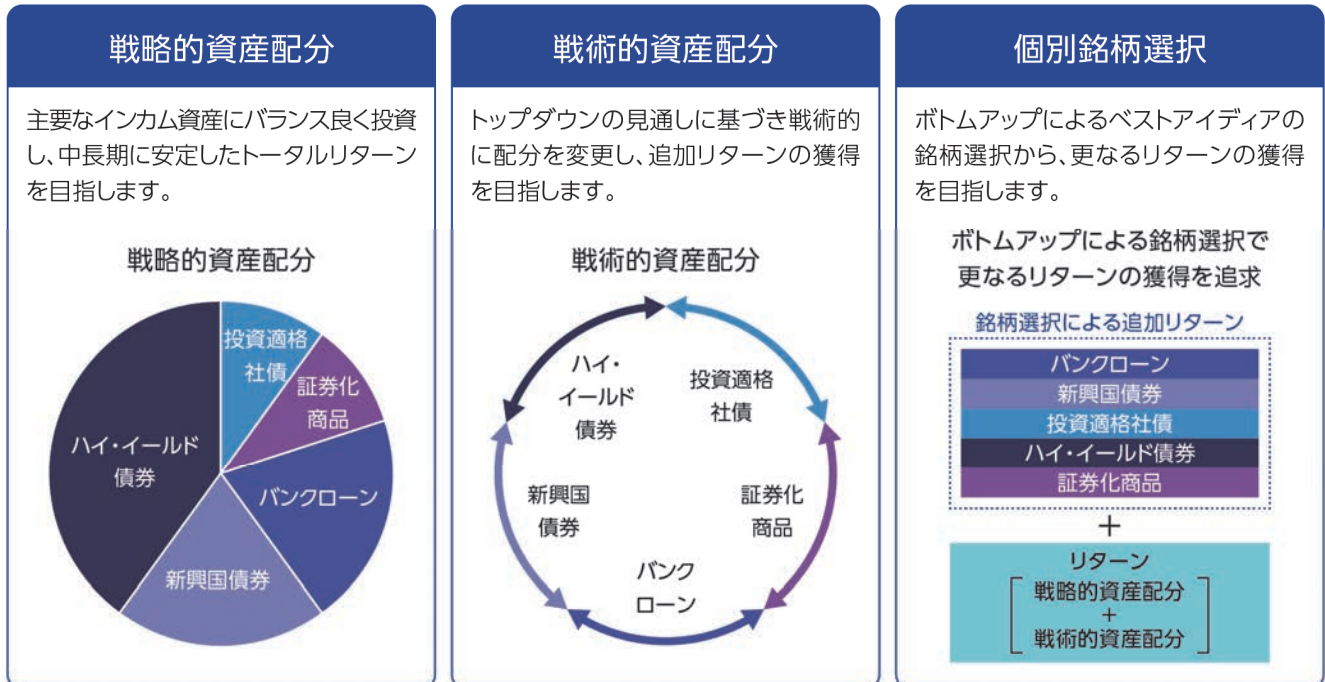 戦略的資産配分
主要なインカム資産にバランス良く投資
し、中長期に安定したトータルリターン
を目指します。
戦略的資産配分
投資適格
社債
証券化
商品
バンクローン
新興国債券
ハイ・イールド
債券
戦術的資産配分
トップダウンの見通しに基づき戦術的
に配分を変更し、追加リターンの獲得
を目指します。
戦術的資産配分
ハイ・
イールド
債券
投資適格
社債
新興国
債券
証券化
商品
バンク
ローン
個別銘柄選択
ボトムアップによるベストアイディアの
銘柄選択から、更なるリターンの獲得
を目指します。
ボトムアップによる銘柄選択で
更なるリターンの獲得を追求
銘柄選択による追加リターン
バンクローン
新興国債券
投資適格社債
ハイ・イールド債券
証券化商品
+
リターン
戦略的資産配分
+
戦術的資産配分